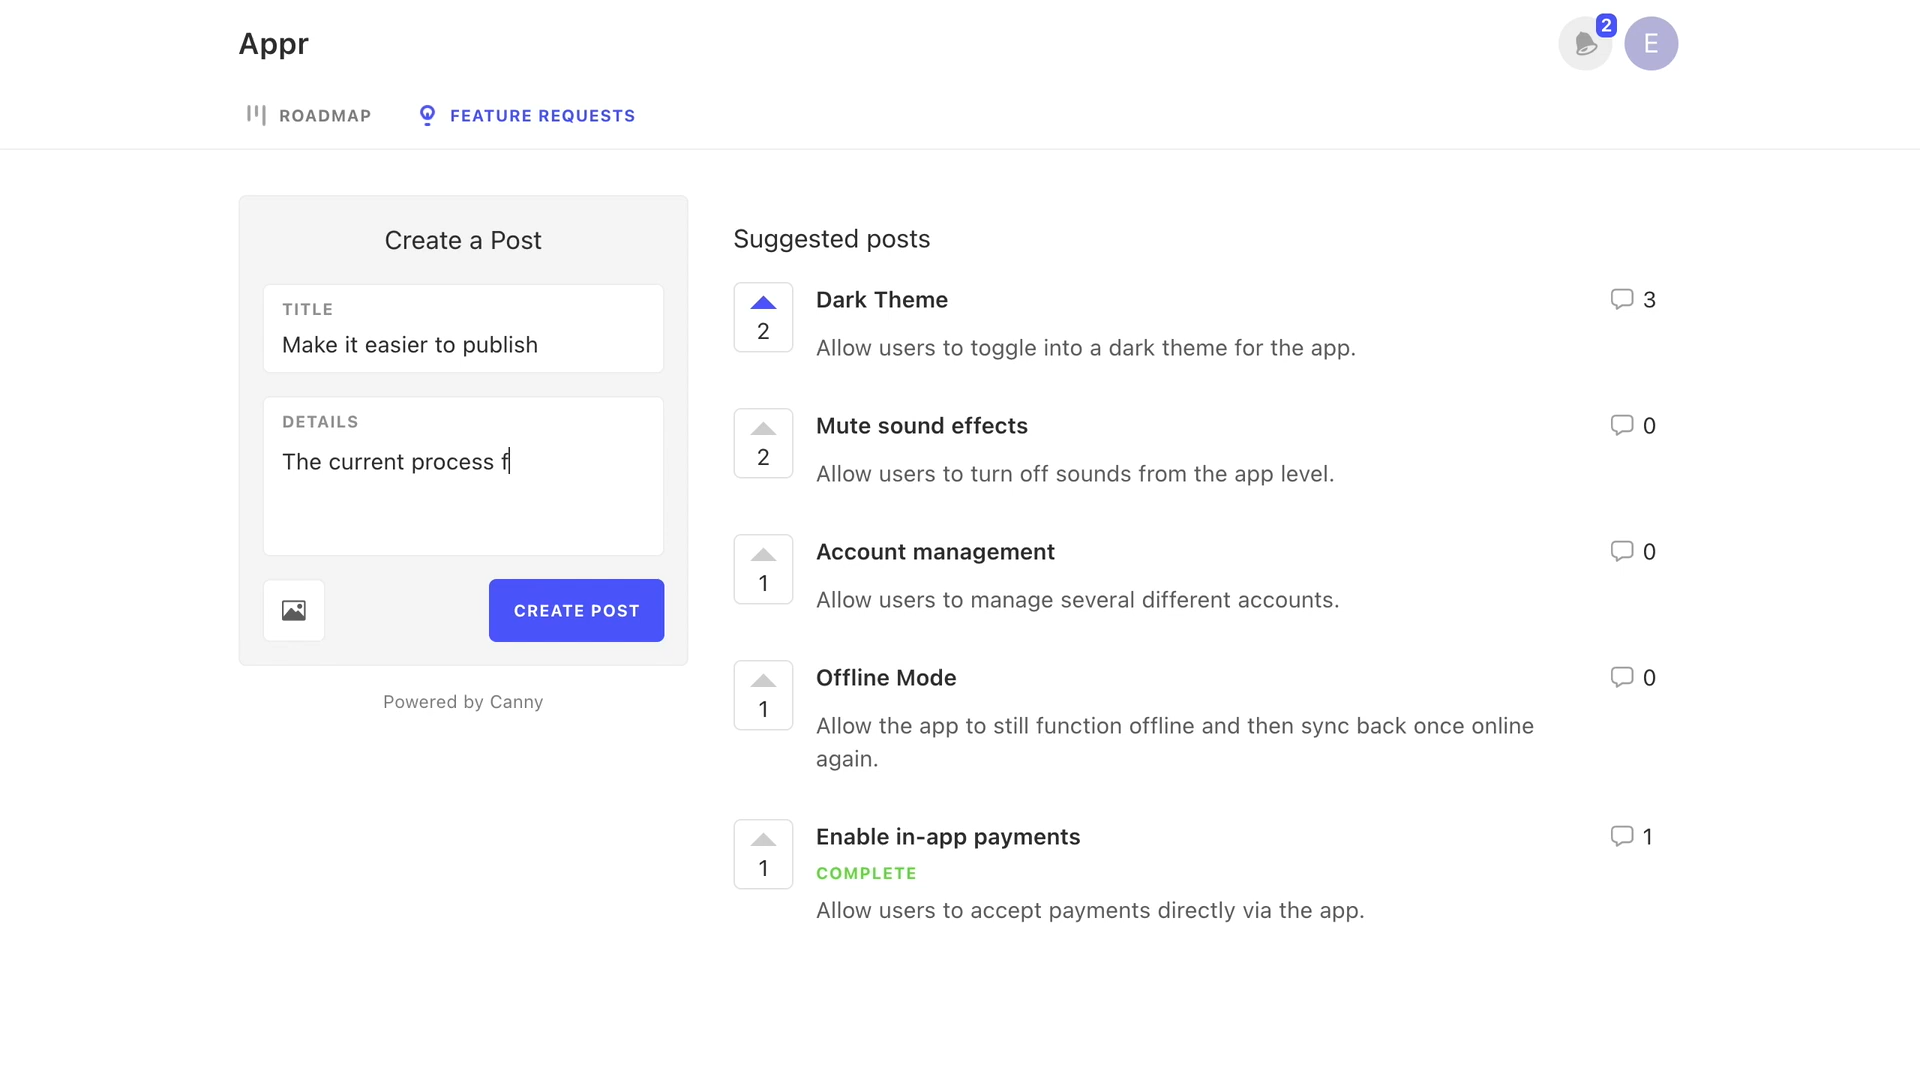 Appr
2
E
ROADMAP
FEATURE REQUESTS
Create a Post
TITLE
Make it easier to publish
DETAILS
The current process f
CREATE POST
Powered by Canny
Suggested posts
2
Dark Theme
3
Allow users to toggle into a dark theme for the app.
2
Mute sound effects
0
Allow users to turn off sounds from the app level.
1
Account management
0
Allow users to manage several different accounts.
1
Offline Mode
0
Allow the app to still function offline and then sync back once online
again.
1
Enable in-app payments
1
COMPLETE
Allow users to accept payments directly via the app.